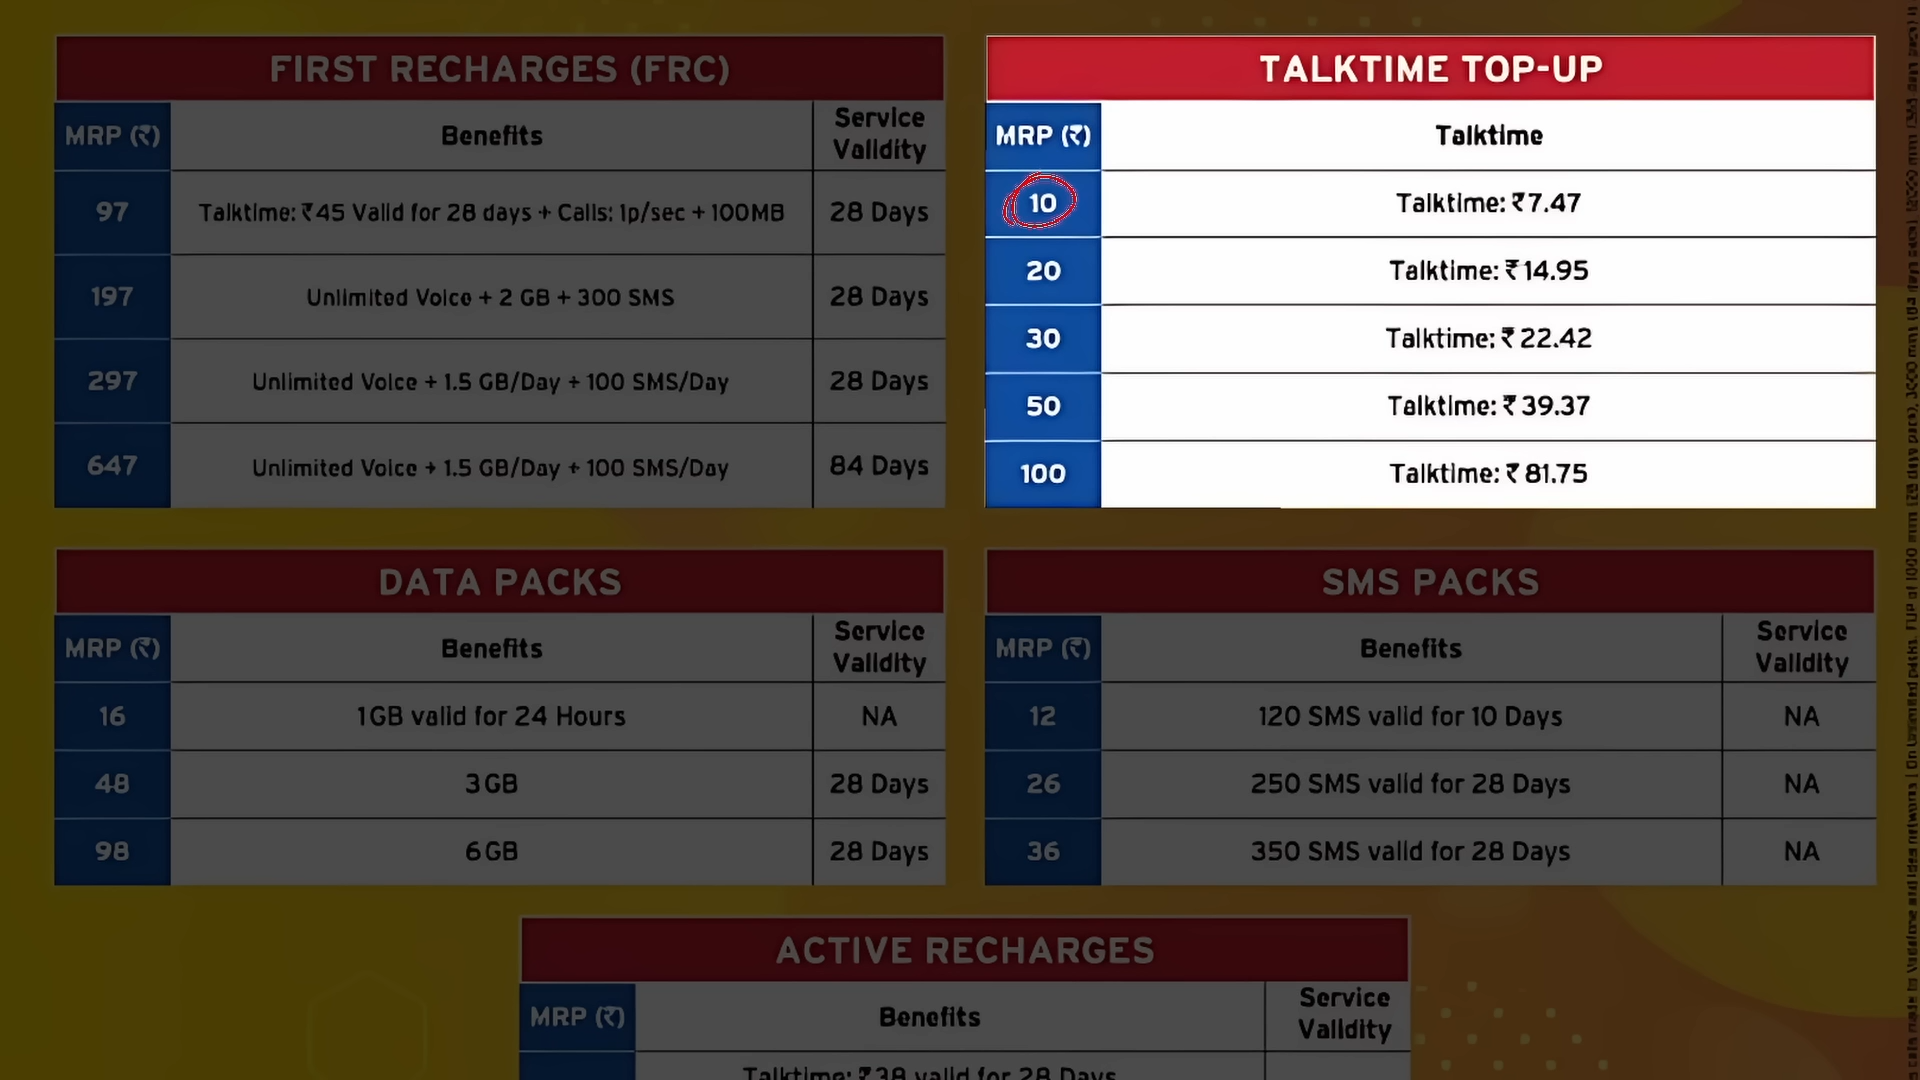 FIRST RECHARGES (FRC)
MRP (₹) Benefits Service Validity
97 Talktime: ₹45 Valid for 28 days + Calls: 1p/sec + 100MB 28 Days
197 Unlimited Voice + 2 GB + 300 SMS 28 Days
297 Unlimited Voice + 1.5 GB/Day + 100 SMS/Day 28 Days
647 Unlimited Voice + 1.5 GB/Day + 100 SMS/Day 84 Days
TALKTIME TOP-UP
MRP (₹) Talktime
10 Talktime: ₹7.47
20 Talktime: ₹14.95
30 Talktime: ₹22.42
50 Talktime: ₹39.37
100 Talktime: ₹81.75
DATA PACKS
MRP (₹) Benefits Service Validity
16 1GB valid for 24 Hours NA
48 3GB 28 Days
98 6GB 28 Days
SMS PACKS
MRP (₹) Benefits Service Validity
12 120 SMS valid for 10 Days NA
26 250 SMS valid for 28 Days NA
36 350 SMS valid for 28 Days NA
ACTIVE RECHARGES
MRP (₹) Benefits Service Validity
Talktime: ₹38 valid for 28 Days